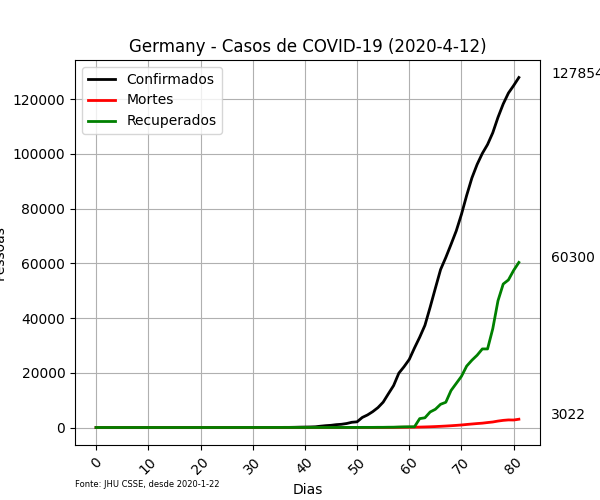 Germany - Casos de COVID-19 (2020-4-12)
Confirmados
Mortes
Recuperados
127854
60300
3022
120000
100000
80000
60000
40000
20000
0
0 10 20 30 40 50 60 70 80
Dias
Fonte: JHU CSSE, desde 2020-1-22